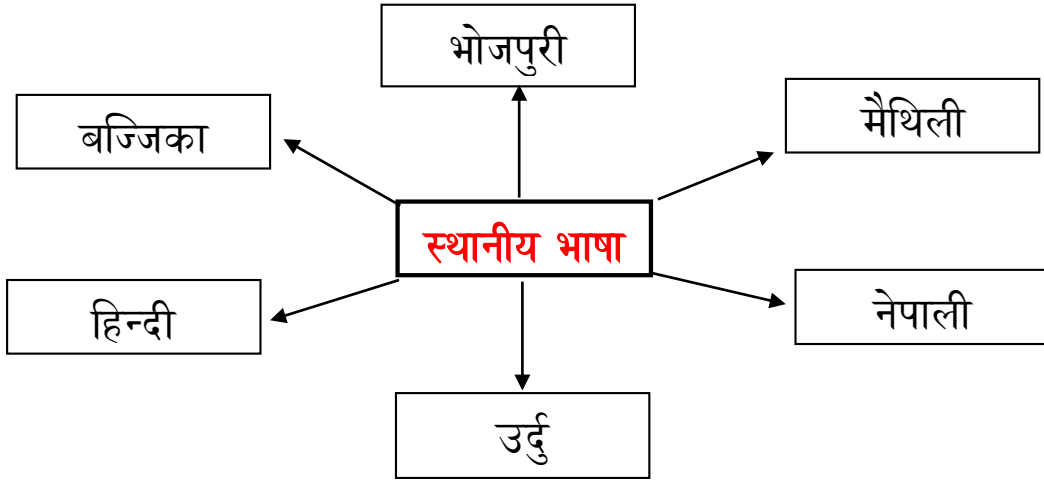 भोजपुरी
बज्जिका
मैथिली
स्थानीय भाषा
हिन्दी
नेपाली
उर्दु